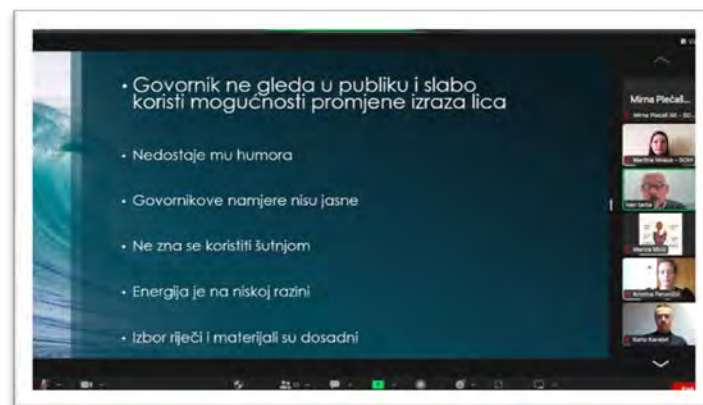 • Govornik ne gleda u publiku i slabo
koristi mogućnosti promjene izraza lica
• Nedostaje mu humora
• Govornikove namjere nisu jasne
• Ne zna se koristiti šutnjom
• Energija je na niskoj razini
• Izbor riječi i materijali su dosadni
Mirna Plećaš...